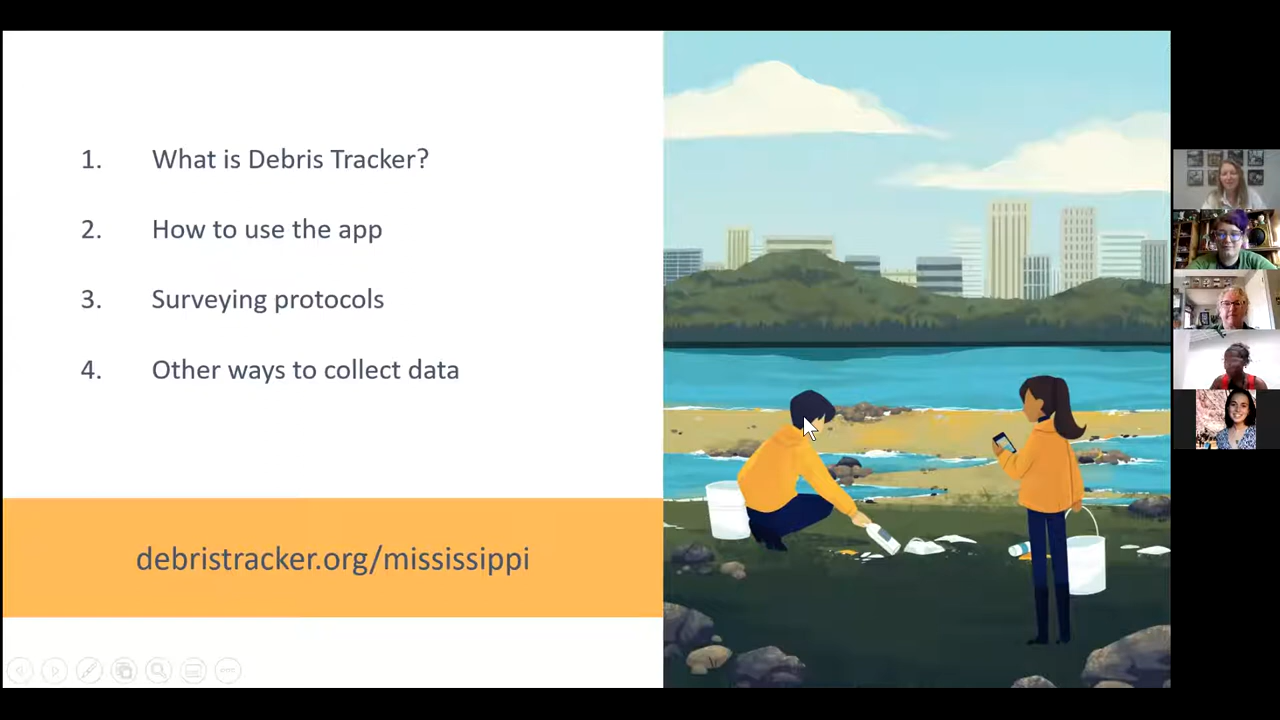 1. What is Debris Tracker?
2. How to use the app
3. Surveying protocols
4. Other ways to collect data
debristracker.org/mississippi